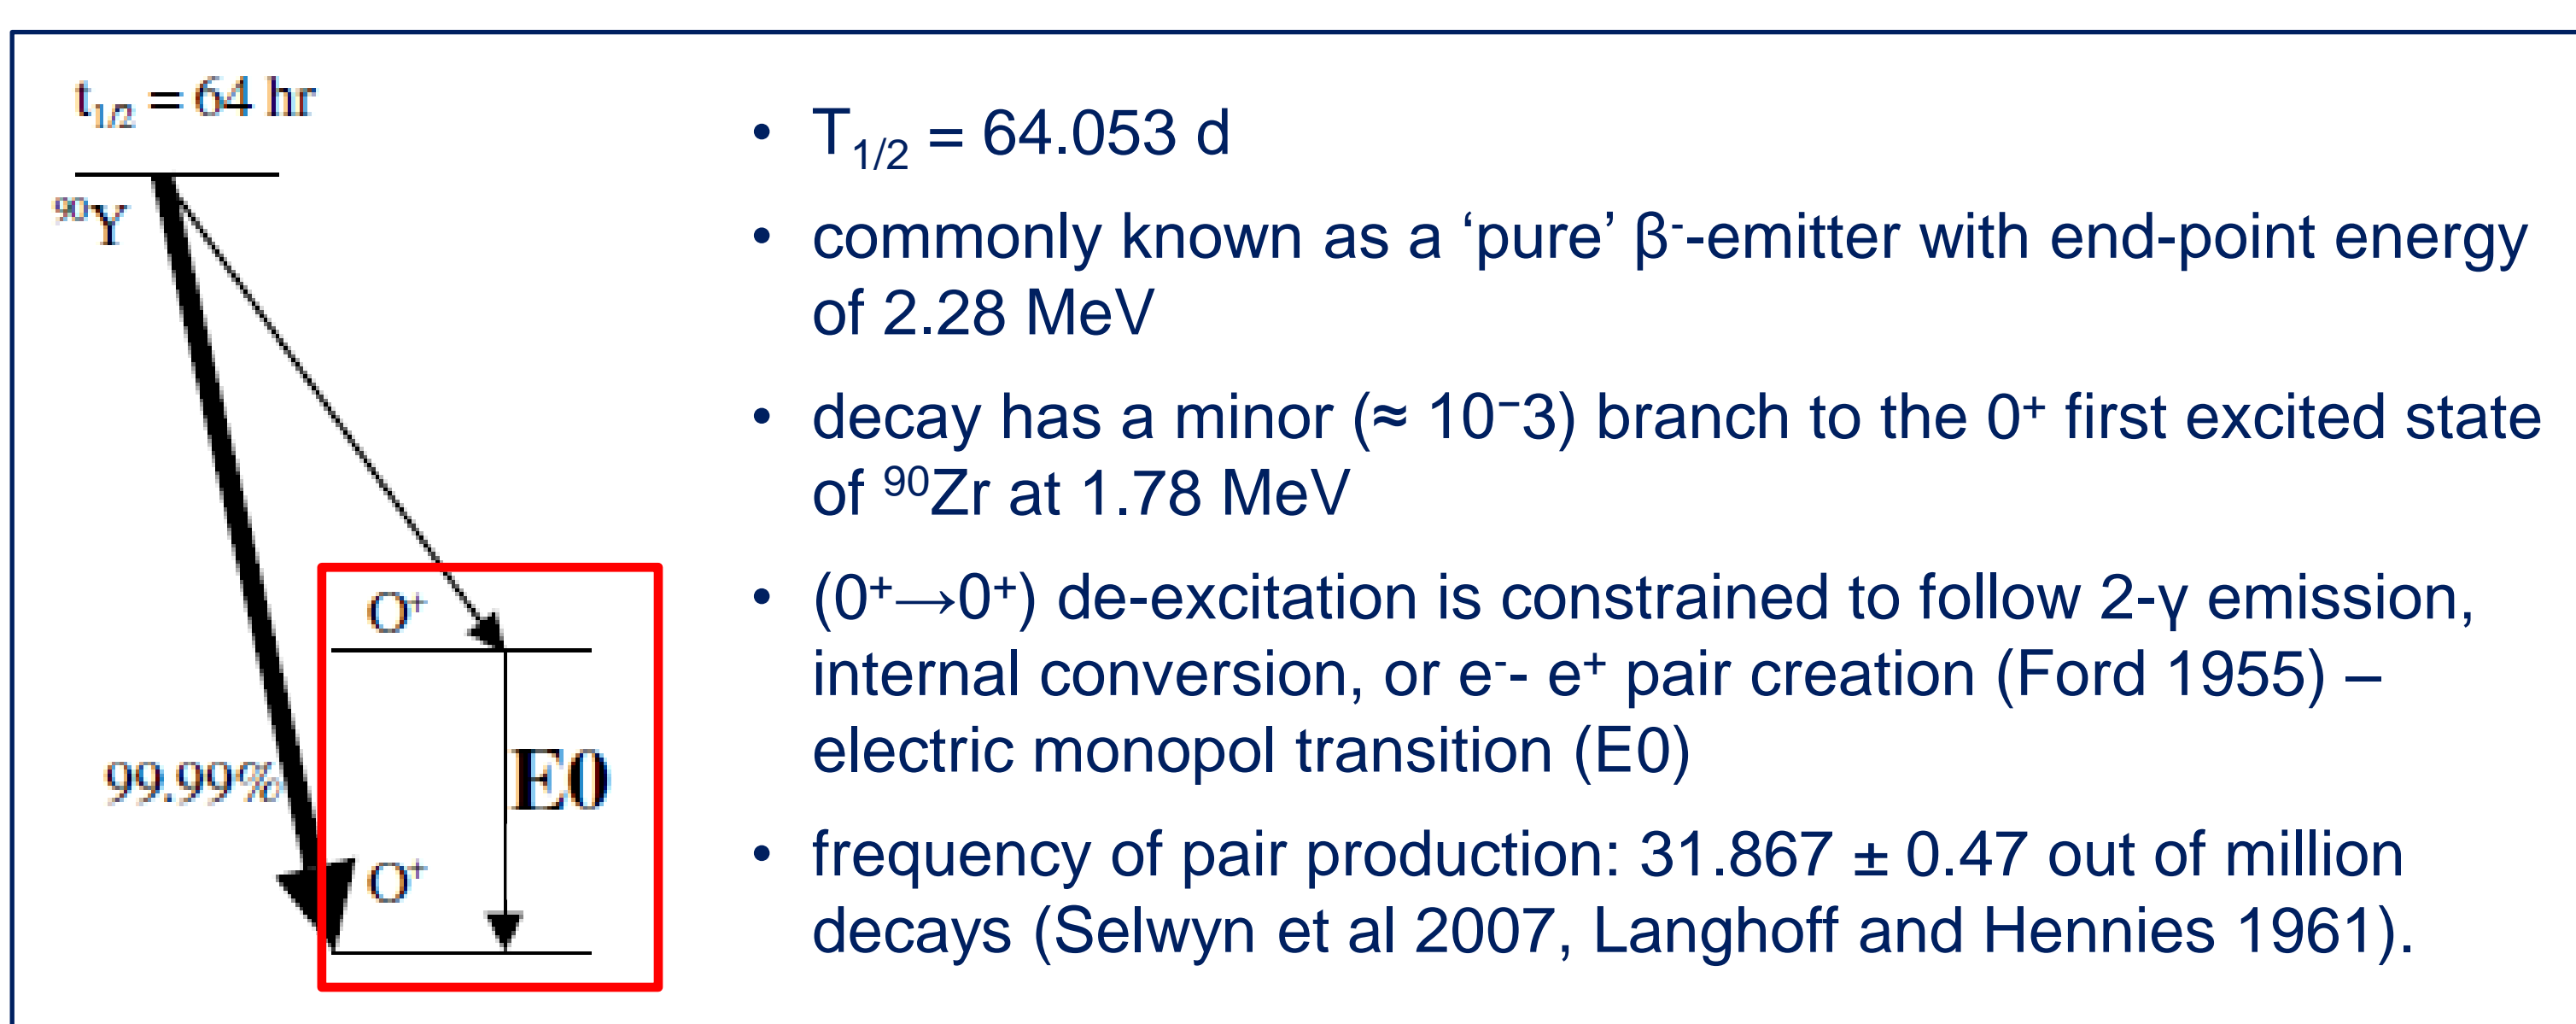 t1/2 = 64 hr
90Y
O+
E0
99.99%
O+
• T1/2 = 64.053 d
• commonly known as a ‘pure’ β--emitter with end-point energy
of 2.28 MeV
• decay has a minor (≈ 10−3) branch to the 0+ first excited state
of 90Zr at 1.78 MeV
• (0+→0+) de-excitation is constrained to follow 2-γ emission,
internal conversion, or e-- e+ pair creation (Ford 1955) –
electric monopol transition (E0)
• frequency of pair production: 31.867 ± 0.47 out of million
decays (Selwyn et al 2007, Langhoff and Hennies 1961).